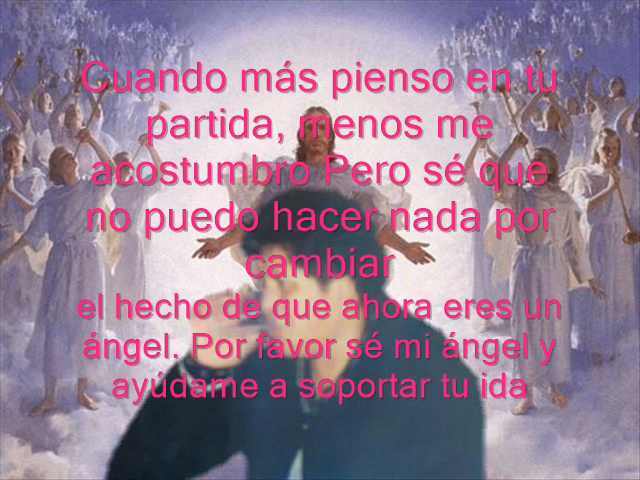 Cuando más pienso en tu
partida, menos me
acostumbro Pero sé que
no puedo hacer nada por
cambiar
el hecho de que ahora eres un
ángel. Por favor sé mi ángel y
ayúdame a soportar tu ida